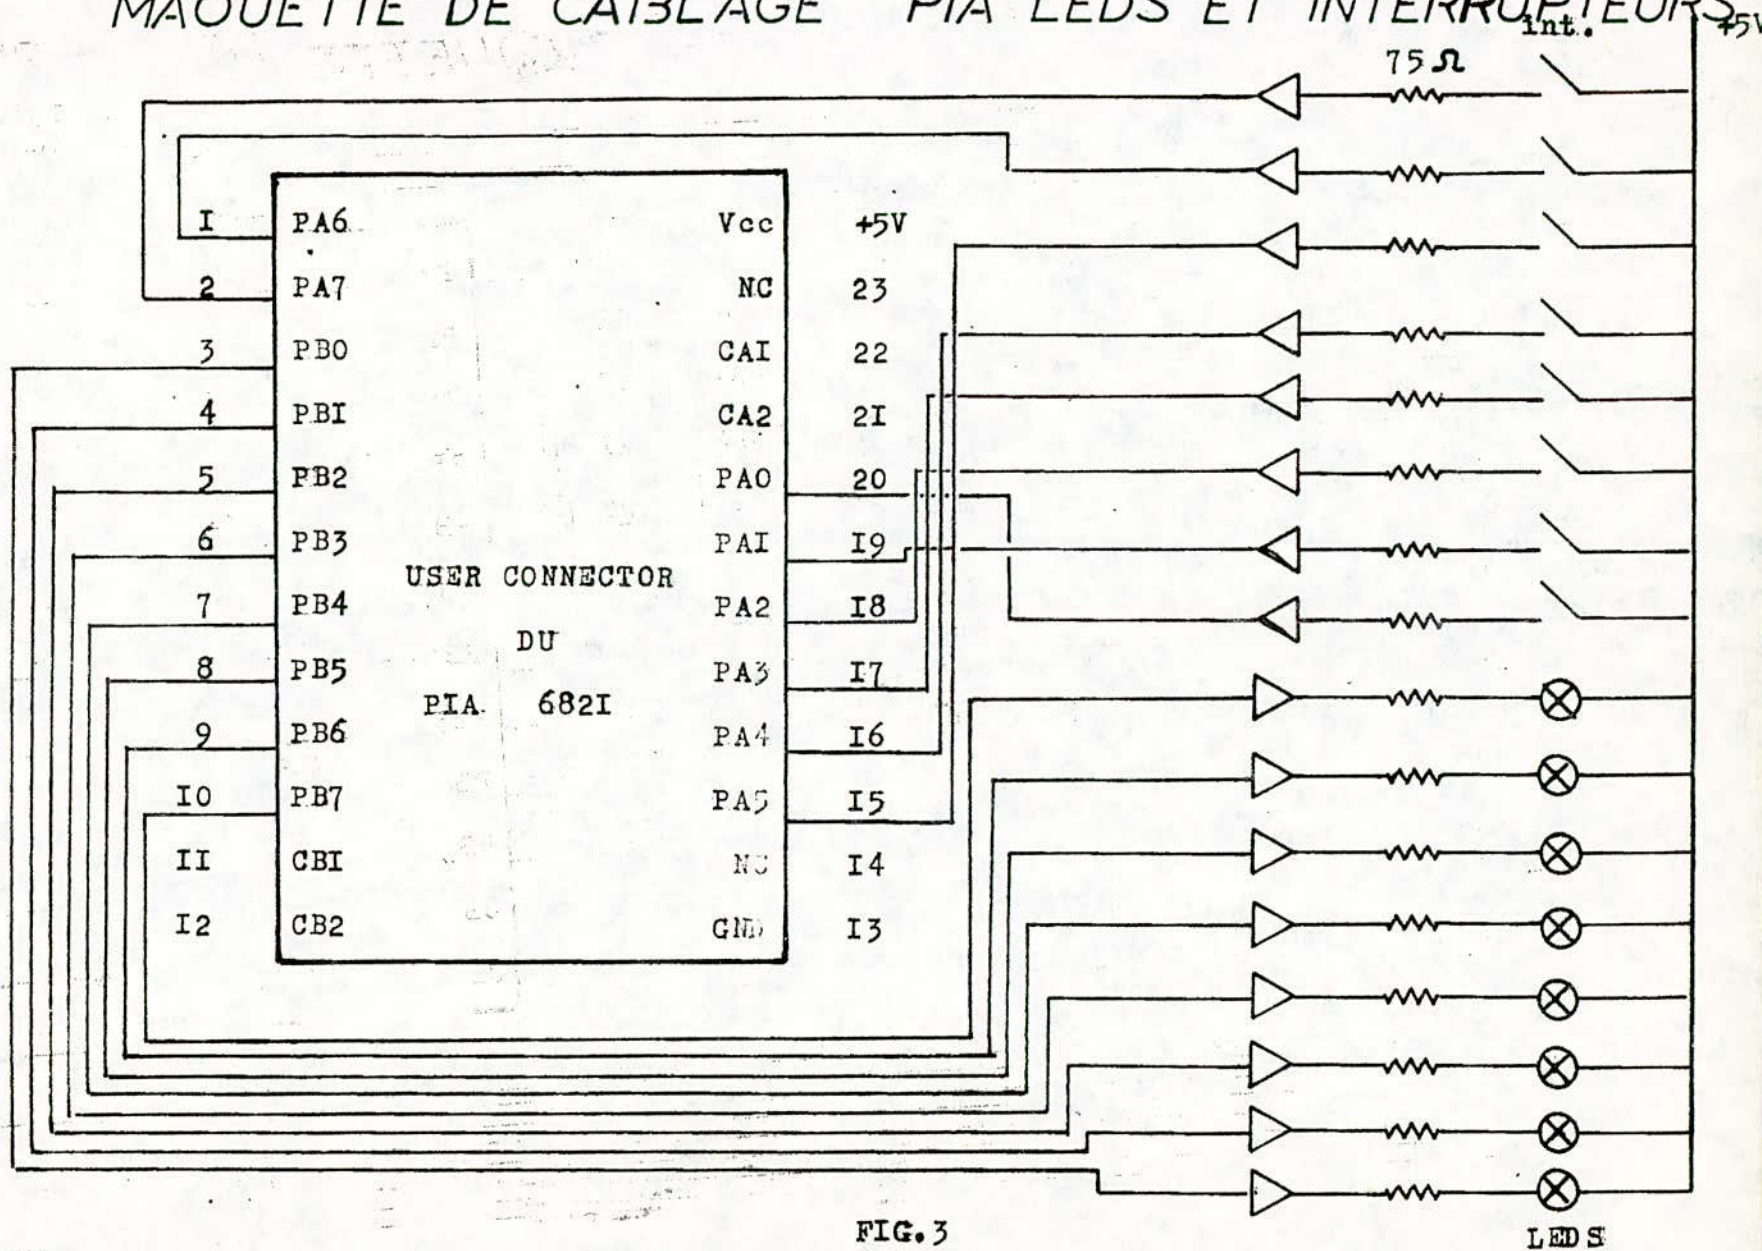 MAQUETTE DE CABLAGE PIA LEDS ET INTERRUPTEURS
int.
+5V
75Ω
I PA6 Vcc +5V
2 PA7 NC 23
3 PB0 CAI 22
4 PBI CA2 2I
5 PB2 PA0 20
6 PB3 PAI I9
7 PB4 PA2 I8
8 PB5 PA3 I7
9 PB6 PA4 I6
I0 PB7 PA5 I5
II CBI NC I4
I2 CB2 GND I3
USER CONNECTOR
DU
PIA 682I
FIG.3
LEDS